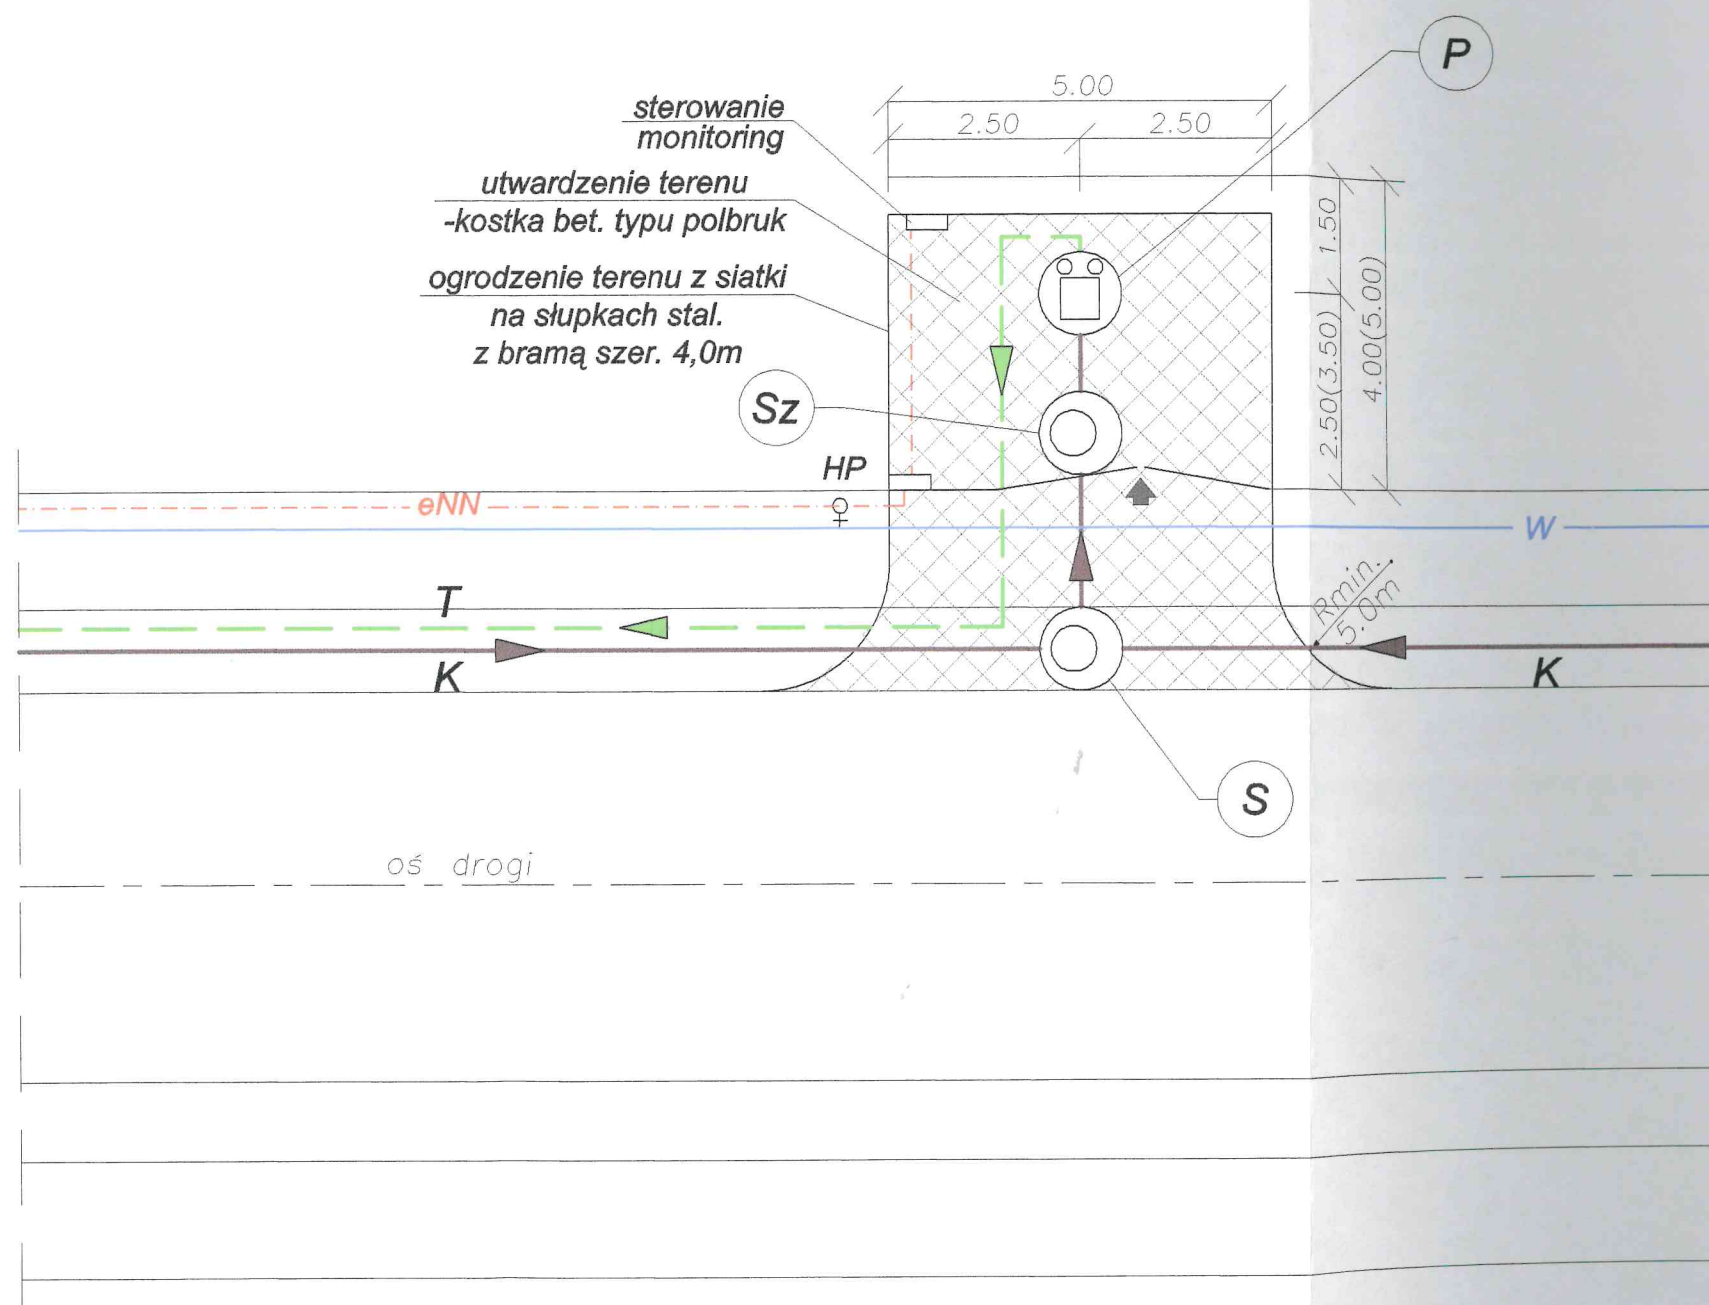 P
5.00
2.50
2.50
sterowanie
monitoring
utwardzenie terenu
-kostka bet. typu polbruk
ogrodzenie terenu z siatki
na słupkach stal.
z bramą szer. 4,0m
1.50
2.50(3.50)
4.00(5.00)
Sz
HP
eNN
W
Rmin.
5.0m
T
K
K
S
oś drogi